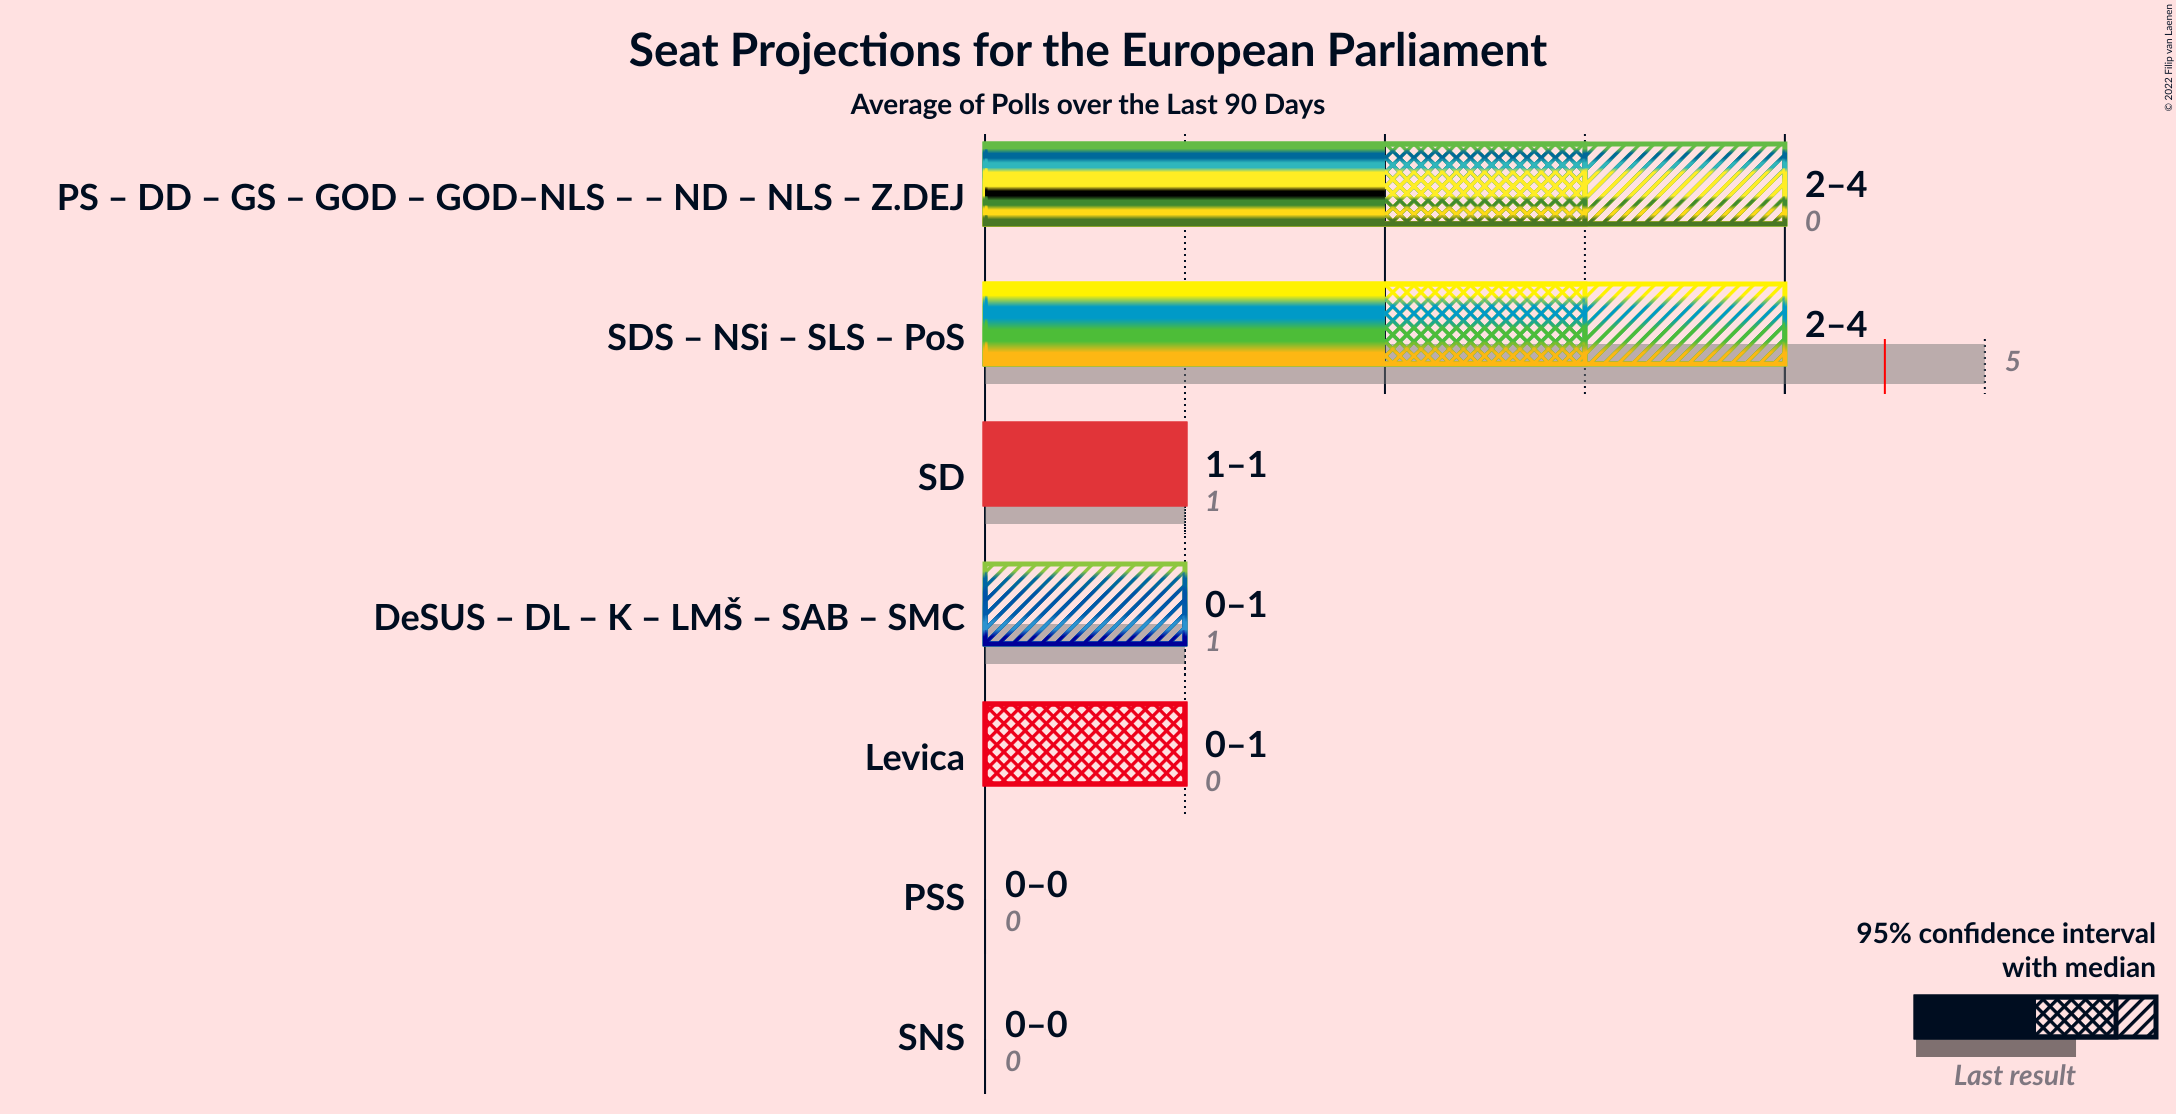 Seat Projections for the European Parliament
Average of Polls over the Last 90 Days
© 2022 Filip van Laenen
PS – DD – GS – GOD – GOD–NLS – – ND – NLS – Z.DEJ
2–4
0
SDS – NSi – SLS – PoS
2–4
5
SD
1–1
1
DeSUS – DL – K – LMŠ – SAB – SMC
0–1
1
Levica
0–1
0
PSS
0–0
0
SNS
0–0
0
95% confidence interval
with median
Last result